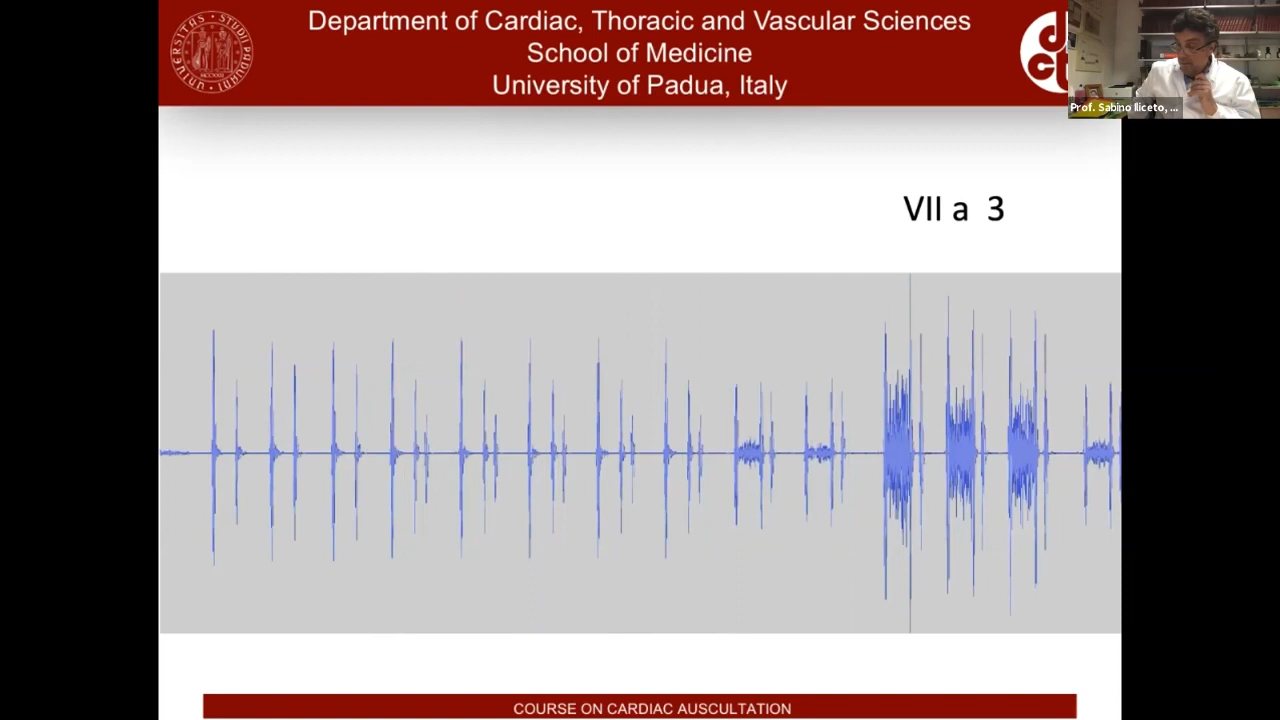 Department of Cardiac, Thoracic and Vascular Sciences
School of Medicine
University of Padua, Italy
Prof. Sabino Iliceto, ...
VII a 3
COURSE ON CARDIAC AUSCULTATION